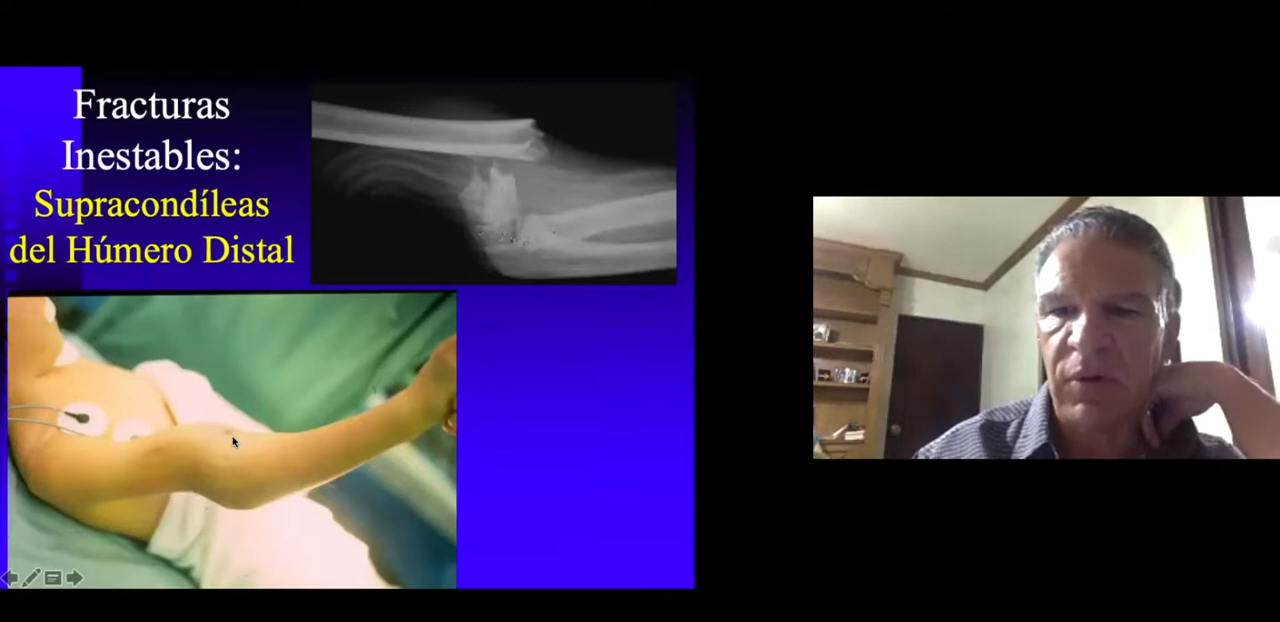 Fracturas
Inestables:
Supracondíleas
del Húmero Distal